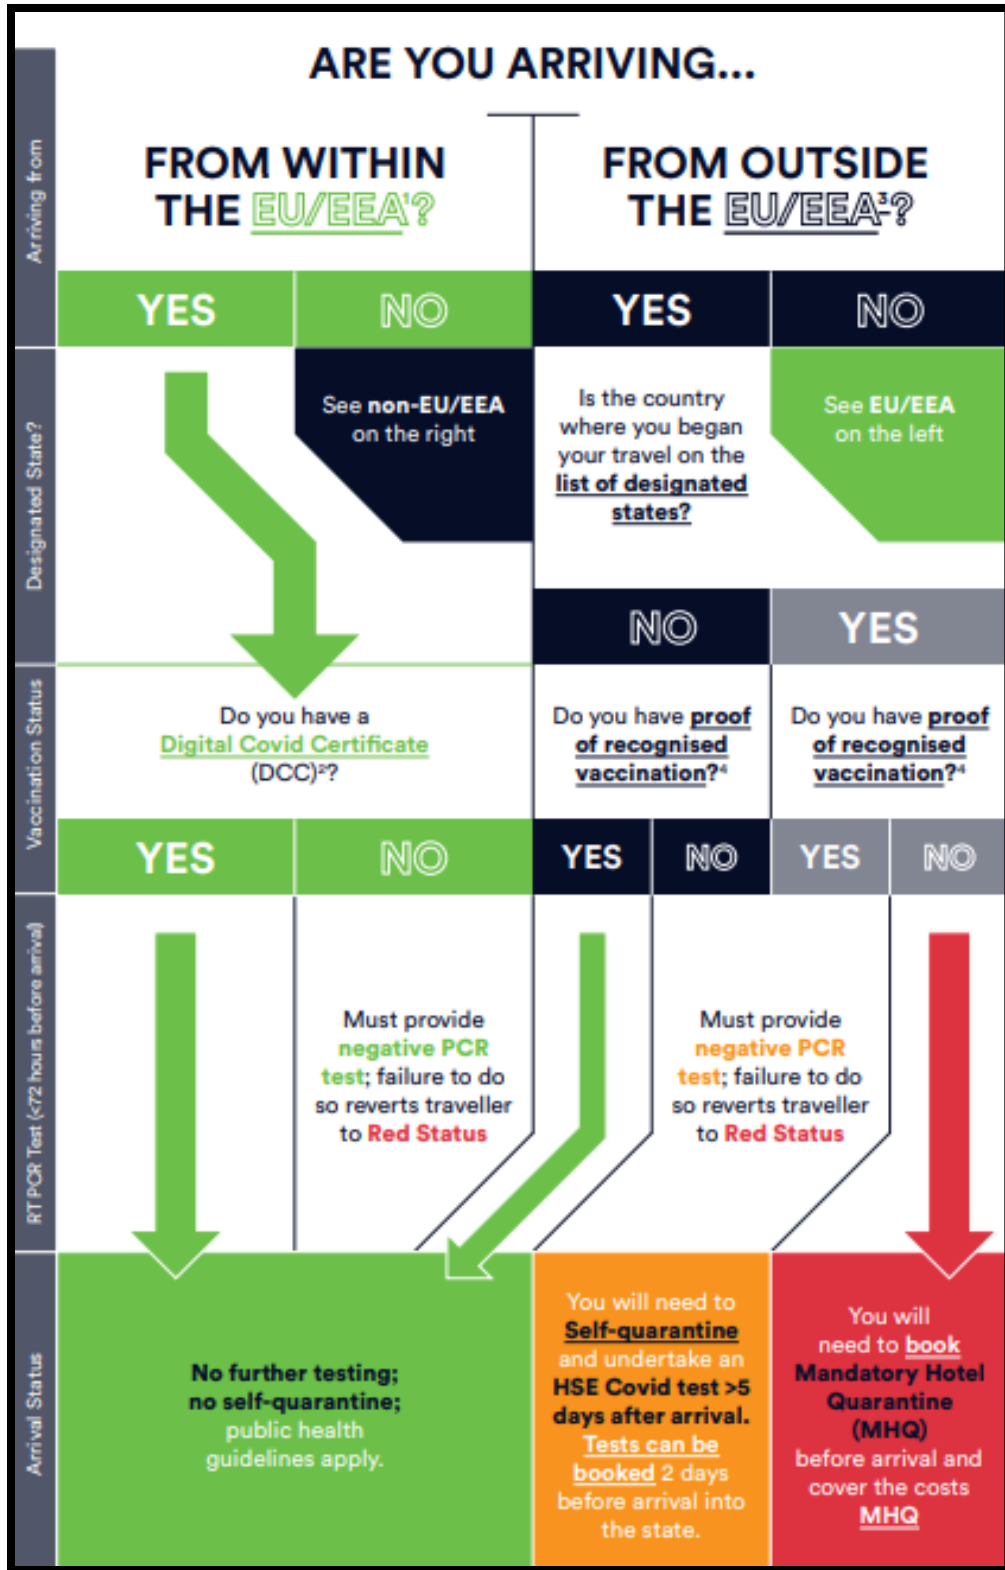 ARE YOU ARRIVING...
Arriving from
FROM WITHIN
THE EU/EEA¹?
FROM OUTSIDE
THE EU/EEA³?
YES
NO
YES
NO
Designated State?
See non-EU/EEA
on the right
Is the country
where you began
your travel on the
list of designated
states?
See EU/EEA
on the left
NO
YES
Vaccination Status
Do you have a
Digital Covid Certificate
(DCC)²?
Do you have proof
of recognised
vaccination?⁴
Do you have proof
of recognised
vaccination?⁴
YES
NO
YES
NO
YES
NO
RT PCR Test (<72 hours before arrival)
Must provide
negative PCR
test; failure to do
so reverts traveller
to Red Status
Must provide
negative PCR
test; failure to do
so reverts traveller
to Red Status
Arrival Status
No further testing;
no self-quarantine;
public health
guidelines apply.
You will need to
Self-quarantine
and undertake an
HSE Covid test >5
days after arrival.
Tests can be
booked 2 days
before arrival into
the state.
You will
need to book
Mandatory Hotel
Quarantine
(MHQ)
before arrival and
cover the costs
MHQ